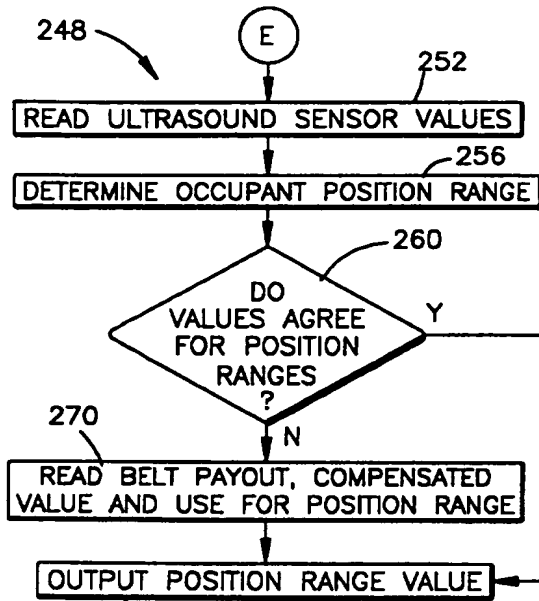 248
E
252
READ ULTRASOUND SENSOR VALUES
256
DETERMINE OCCUPANT POSITION RANGE
260
DO
VALUES AGREE
FOR POSITION
RANGES
?
Y
N
270
READ BELT PAYOUT, COMPENSATED
VALUE AND USE FOR POSITION RANGE
OUTPUT POSITION RANGE VALUE